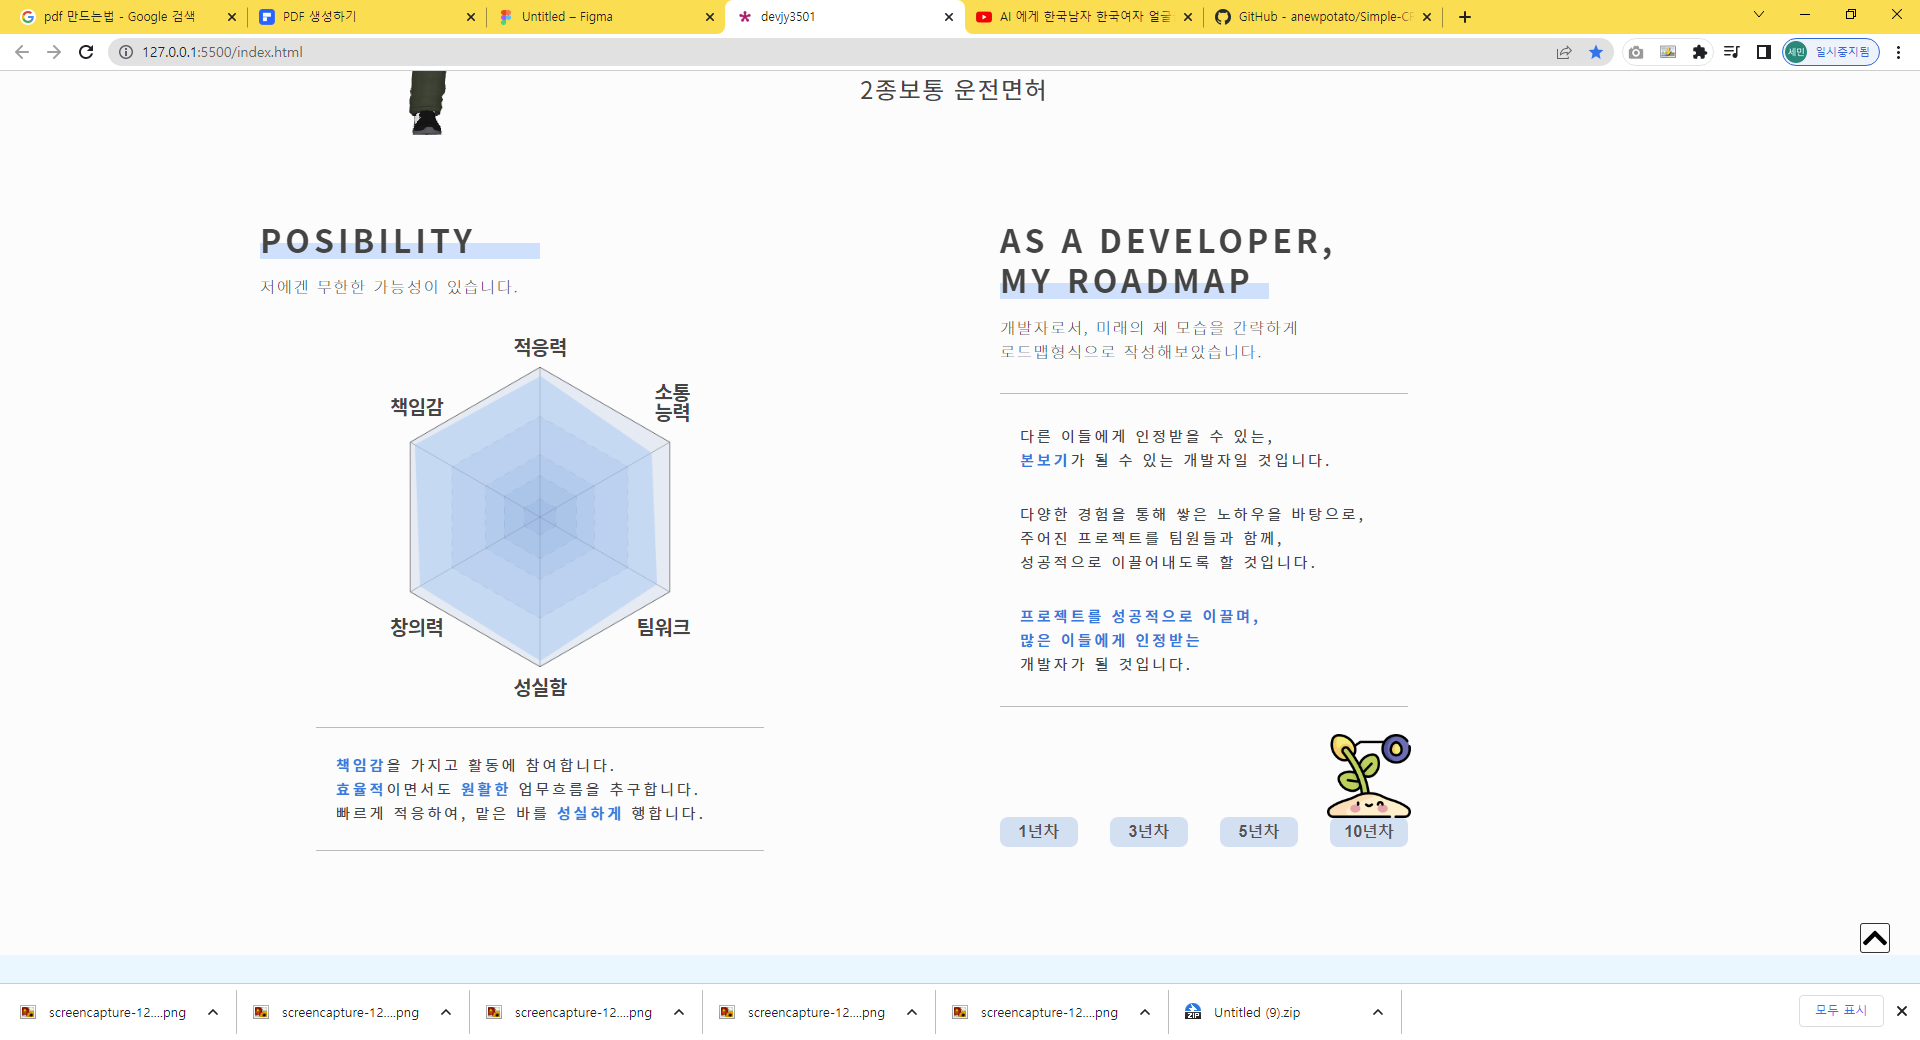 pdf 만드는법 - Google 검색
PDF 생성하기
Untitled – Figma
devjy3501
AI 에게 한국남자 한국여자 얼굴
GitHub - anewpotato/Simple-CF
127.0.0.1:5500/index.html
세민
일시중지됨
2종보통 운전면허
POSIBILITY
저에겐 무한한 가능성이 있습니다.
적응력
소통
능력
책임감
창의력
팀워크
성실함
책임감을 가지고 활동에 참여합니다.
효율적이면서도 원활한 업무흐름을 추구합니다.
빠르게 적응하여, 맡은 바를 성실하게 행합니다.
AS A DEVELOPER,
MY ROADMAP
개발자로서, 미래의 제 모습을 간략하게
로드맵형식으로 작성해보았습니다.
다른 이들에게 인정받을 수 있는,
본보기가 될 수 있는 개발자일 것입니다.
다양한 경험을 통해 쌓은 노하우을 바탕으로,
주어진 프로젝트를 팀원들과 함께,
성공적으로 이끌어내도록 할 것입니다.
프로젝트를 성공적으로 이끌며,
많은 이들에게 인정받는
개발자가 될 것입니다.
1년차
3년차
5년차
10년차
screencapture-12....png
screencapture-12....png
screencapture-12....png
screencapture-12....png
screencapture-12....png
ZIP
Untitled (9).zip
모두 표시